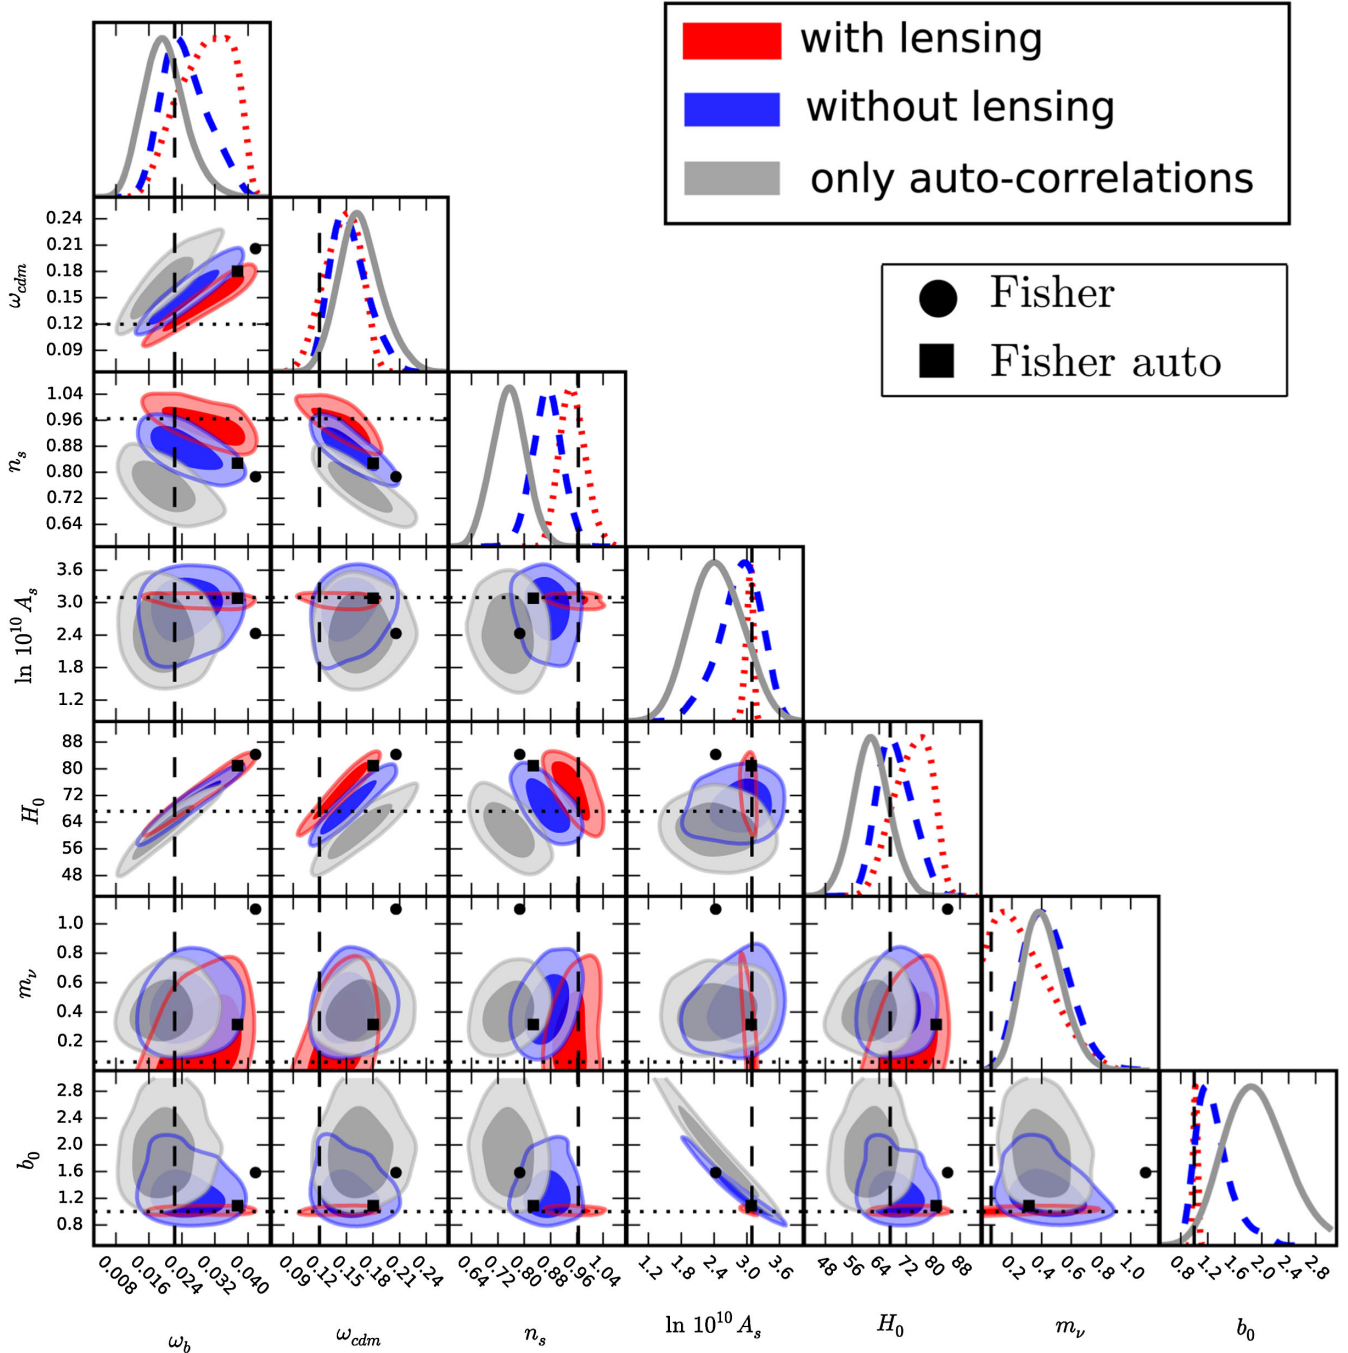 with lensing
without lensing
only auto-correlations
Fisher
Fisher auto
0.24
0.21
0.18
0.15
0.12
0.09
ω_cdm
1.04
0.96
0.88
0.80
0.72
0.64
n_s
3.6
3.0
2.4
1.8
1.2
ln 10^10 A_s
88
80
72
64
56
48
H_0
1.0
0.8
0.6
0.4
0.2
m_ν
2.8
2.4
2.0
1.6
1.2
0.8
b_0
0.008 0.016 0.024 0.032 0.040 0.09 0.12 0.15 0.18 0.21 0.24 0.64 0.72 0.80 0.88 0.96 1.04 1.2 1.8 2.4 3.0 3.6 48 56 64 72 80 88 0.2 0.4 0.6 0.8 1.0 0.8 1.2 1.6 2.0 2.4 2.8
ω_b ω_cdm n_s ln 10^10 A_s H_0 m_ν b_0